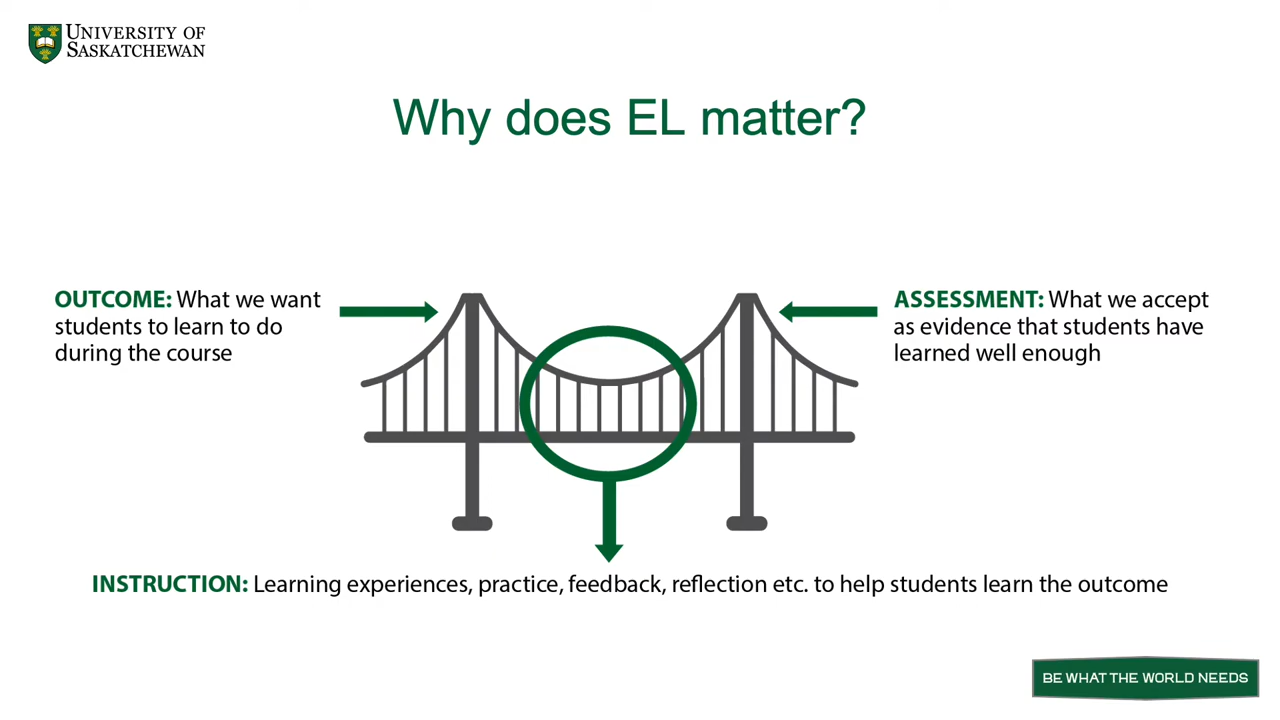 UNIVERSITY OF
SASKATCHEWAN
Why does EL matter?
OUTCOME: What we want
students to learn to do
during the course
ASSESSMENT: What we accept
as evidence that students have
learned well enough
INSTRUCTION: Learning experiences, practice, feedback, reflection etc. to help students learn the outcome
BE WHAT THE WORLD NEEDS